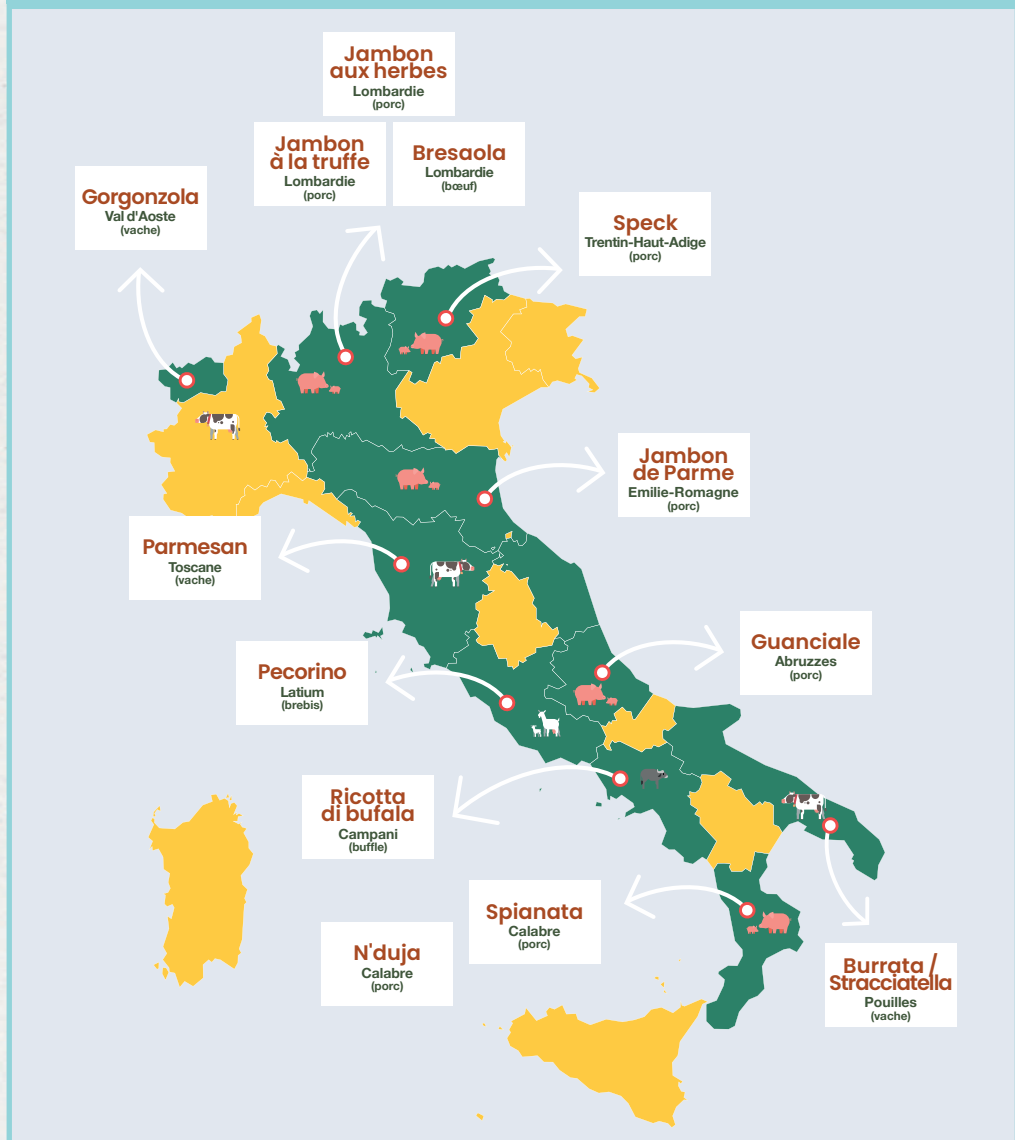 Jambon
aux herbes
Lombardie
(porc)
Jambon
à la truffe
Lombardie
(porc)
Bresaola
Lombardie
(bœuf)
Gorgonzola
Val d'Aoste
(vache)
Speck
Trentin-Haut-Adige
(porc)
Jambon
de Parme
Emilie-Romagne
(porc)
Parmesan
Toscane
(vache)
Guanciale
Abruzzes
(porc)
Pecorino
Latium
(brebis)
Ricotta
di bufala
Campani
(buffle)
Spianata
Calabre
(porc)
N'duja
Calabre
(porc)
Burrata /
Stracciatella
Pouilles
(vache)